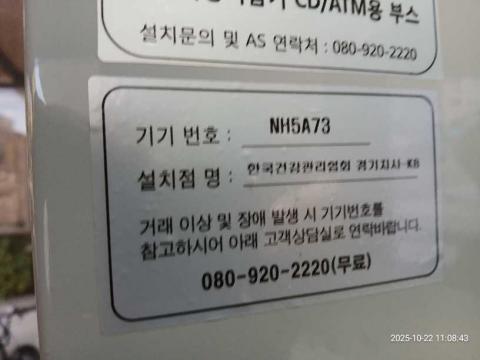 CD/ATM용 부스
설치문의 및 AS 연락처 : 080-920-2220
기기 번호 : NH5A73
설치점 명 : 한국건강관리협회 경기지사-KB
거래 이상 및 장애 발생 시 기기번호를
참고하시어 아래 고객상담실로 연락바랍니다.
080-920-2220(무료)
2025-10-22 11:08:43